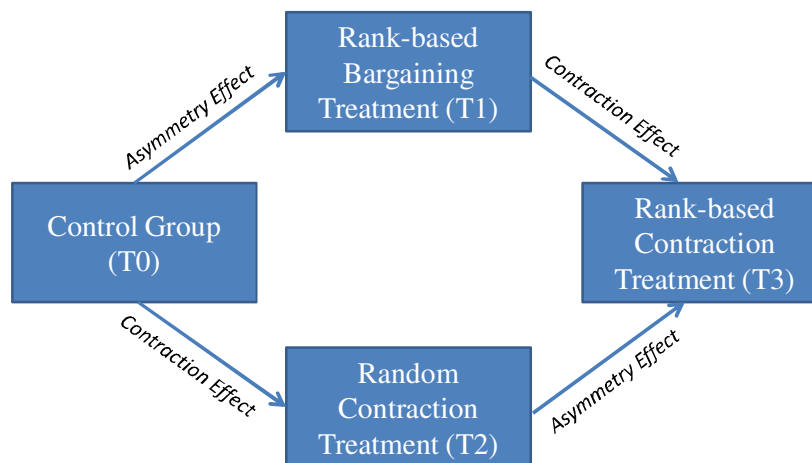 Rank-based
Bargaining
Treatment (T1)
Asymmetry Effect
Contraction Effect
Control Group
(T0)
Rank-based
Contraction
Treatment (T3)
Contraction Effect
Random
Contraction
Treatment (T2)
Asymmetry Effect